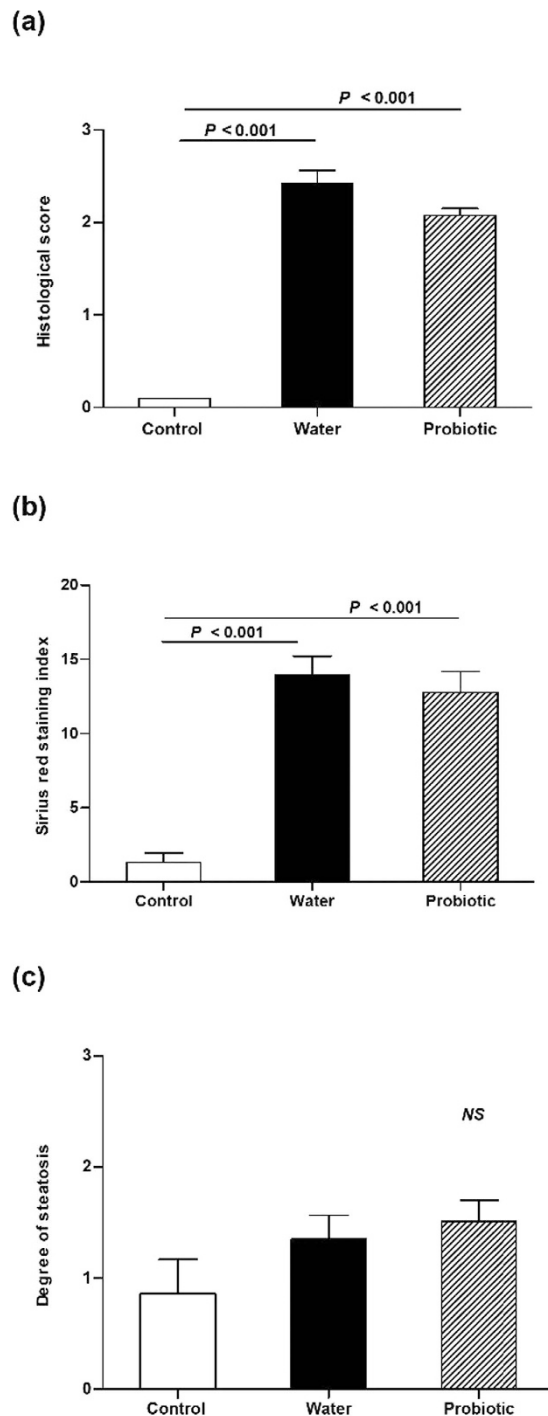 (a)
P < 0.001
P < 0.001
3
2
1
0
Histological score
Control Water Probiotic
(b)
20
15
10
5
0
P < 0.001
P < 0.001
Sirius red staining index
Control Water Probiotic
(c)
3
2
1
0
NS
Degree of steatosis
Control Water Probiotic